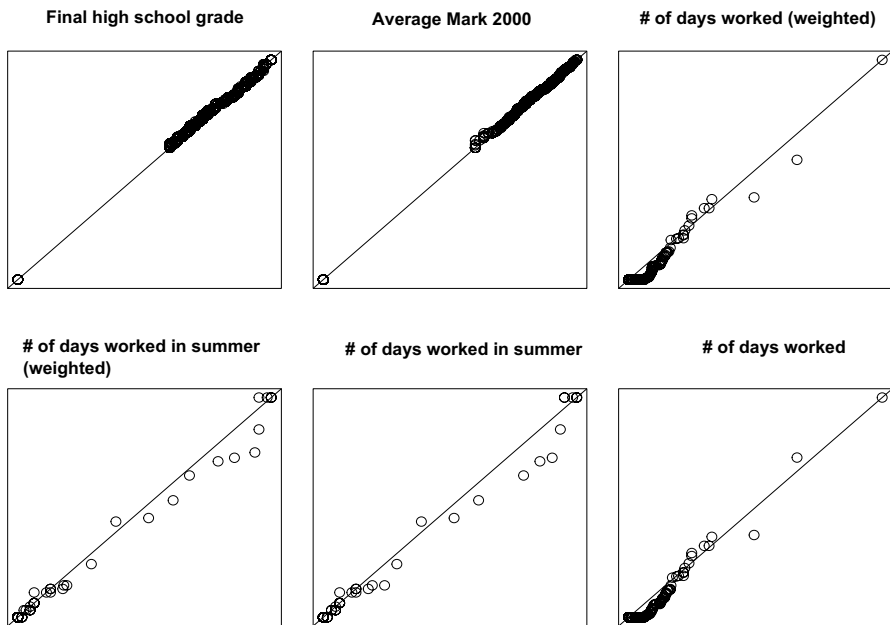 Final high school grade
Average Mark 2000
# of days worked (weighted)
# of days worked in summer
(weighted)
# of days worked in summer
# of days worked